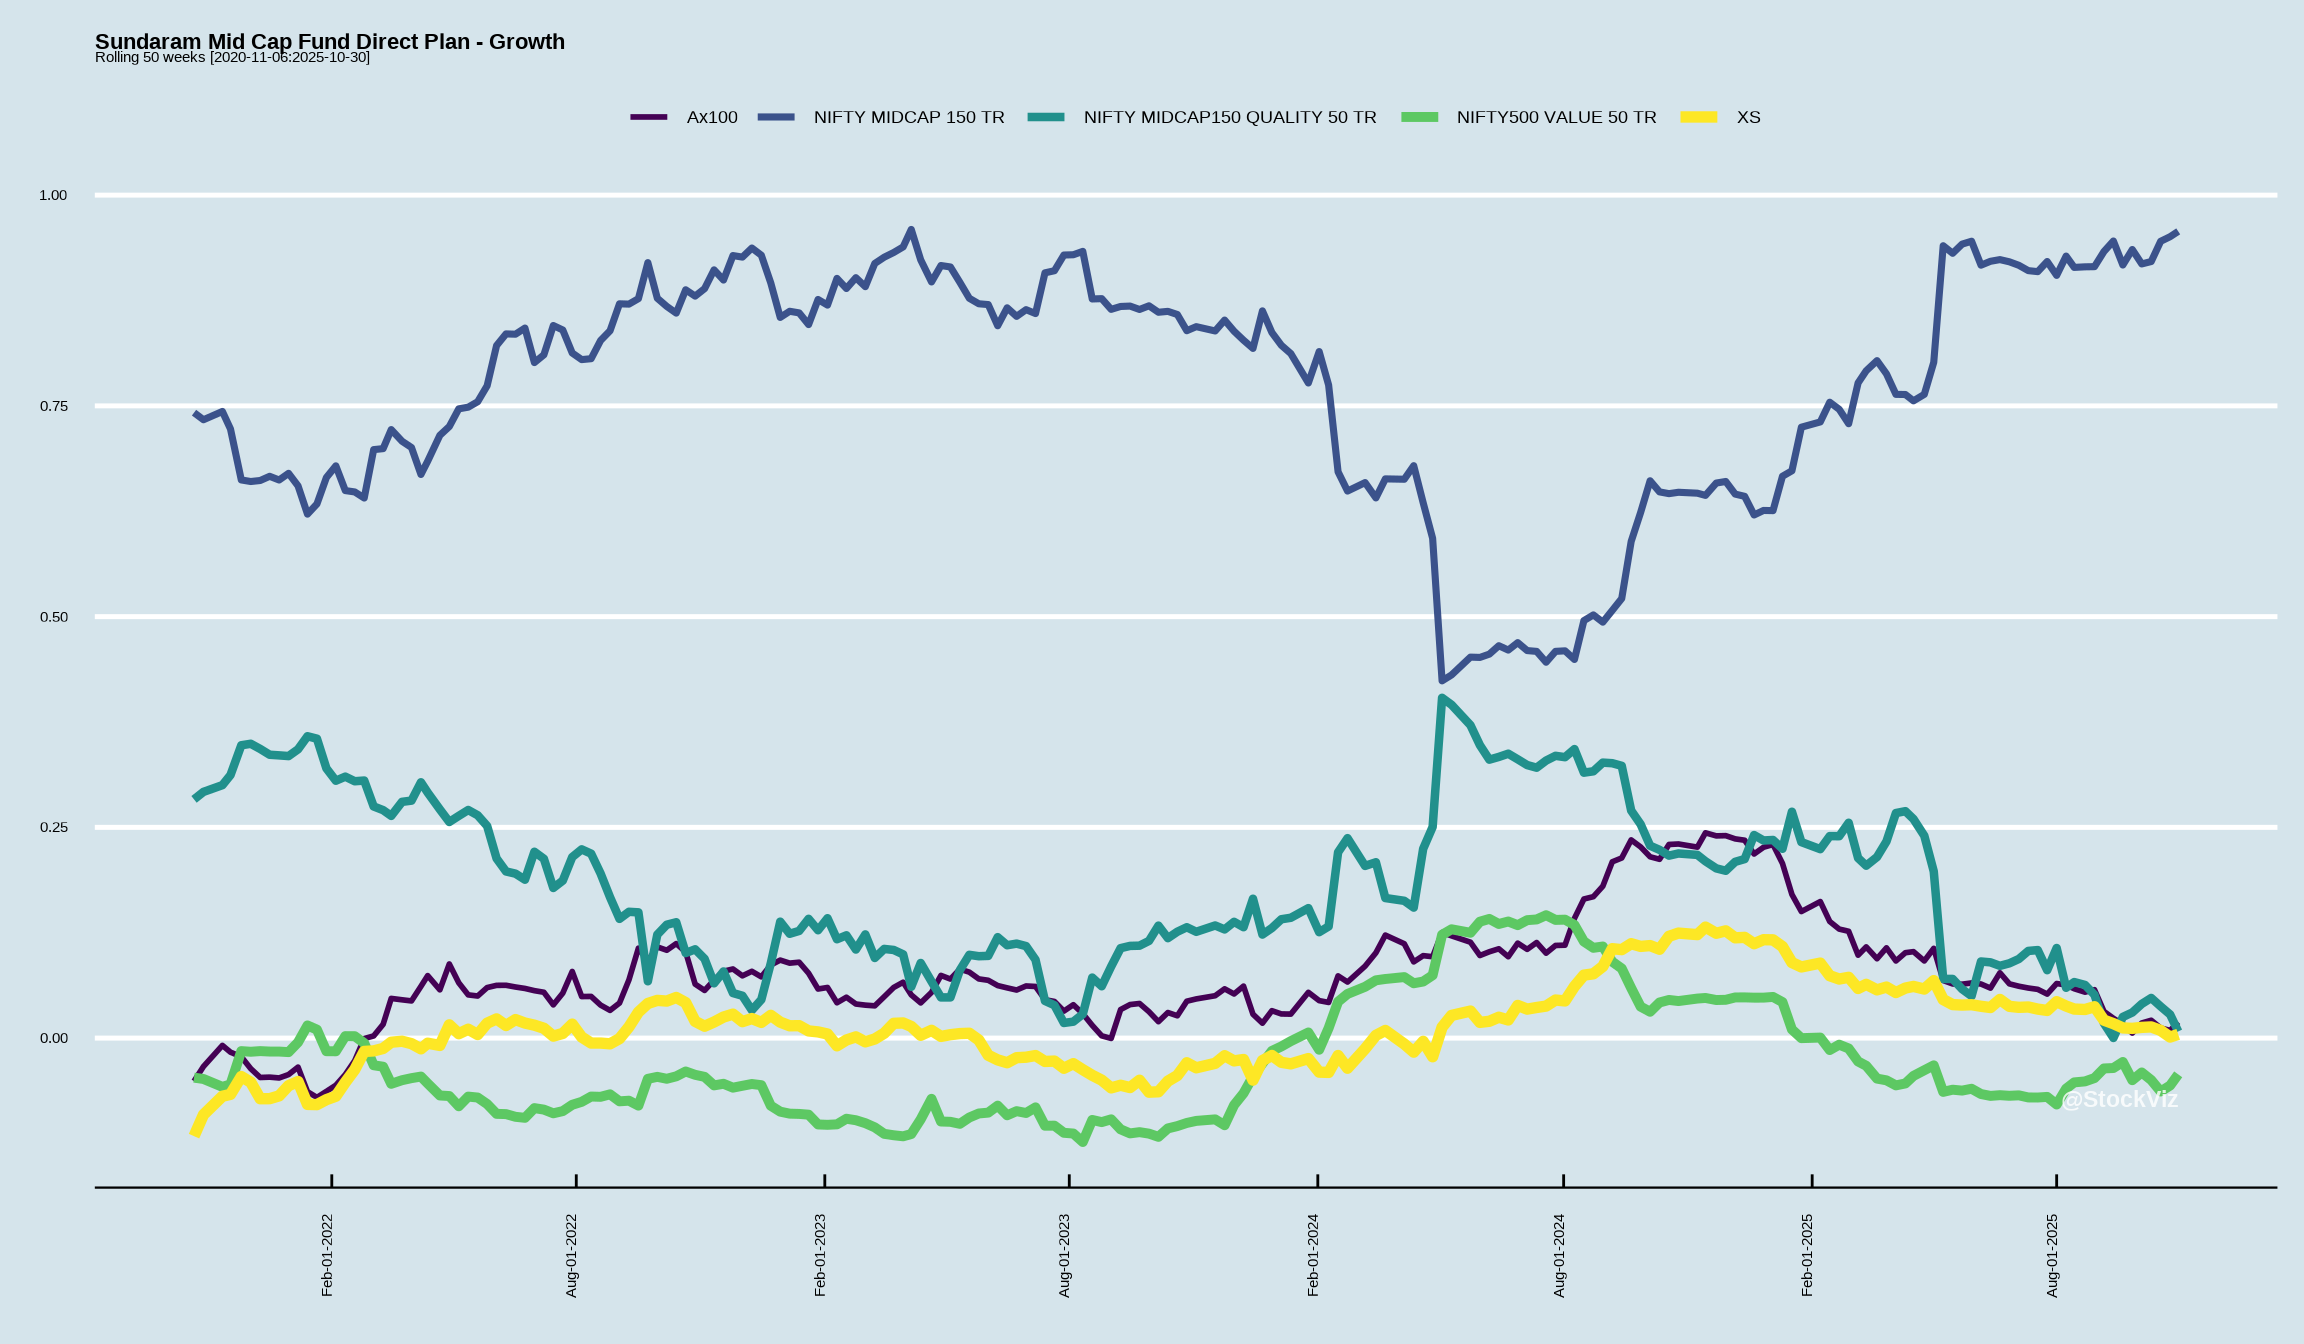 Sundaram Mid Cap Fund Direct Plan - Growth
Rolling 50 weeks [2020-11-06:2025-10-30]
Ax100 NIFTY MIDCAP 150 TR NIFTY MIDCAP150 QUALITY 50 TR NIFTY500 VALUE 50 TR XS
1.00
0.75
0.50
0.25
0.00
@StockViz
Feb-01-2022 Aug-01-2022 Feb-01-2023 Aug-01-2023 Feb-01-2024 Aug-01-2024 Feb-01-2025 Aug-01-2025